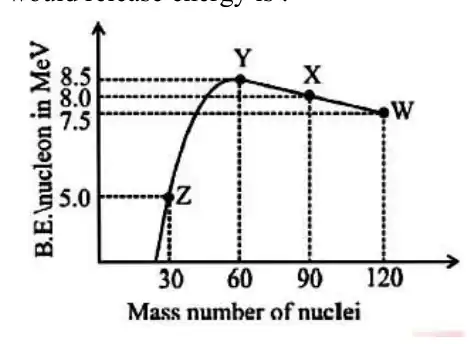 would release energy is :
Y
X
W
Z
8.5
8.0
7.5
5.0
B.E.\nucleon in MeV
30 60 90 120
Mass number of nuclei